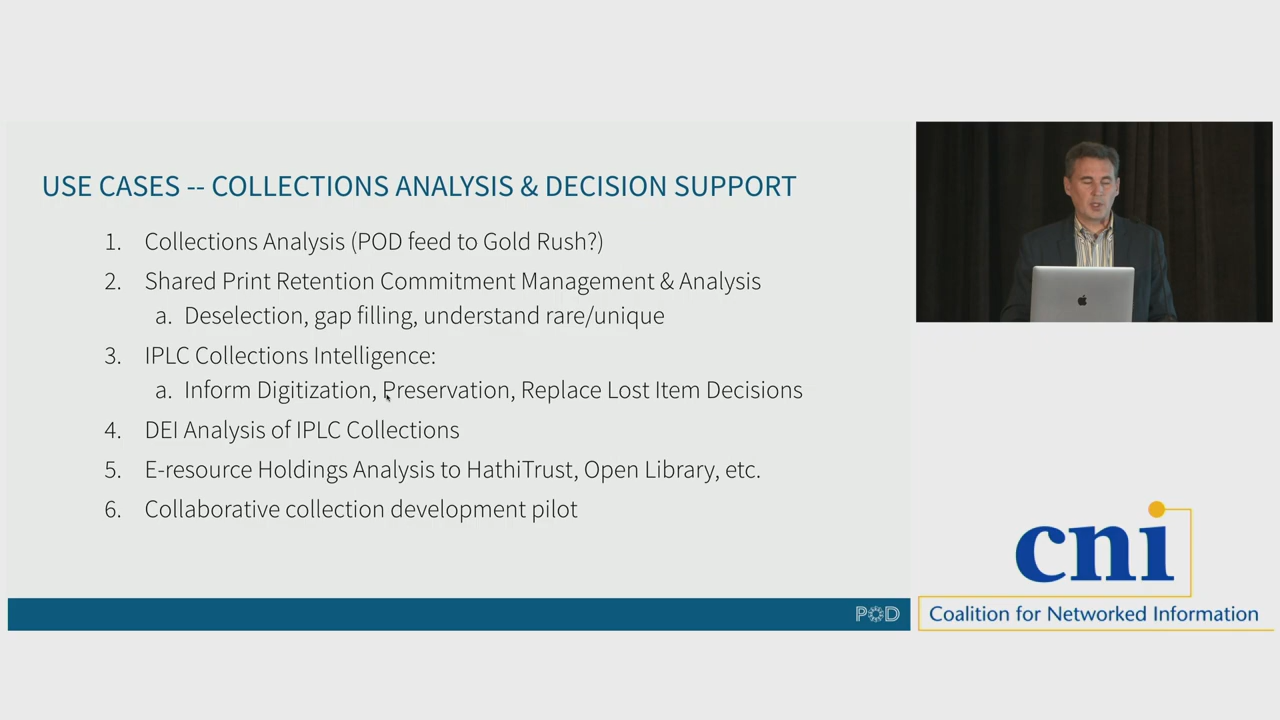 USE CASES -- COLLECTIONS ANALYSIS & DECISION SUPPORT
1. Collections Analysis (POD feed to Gold Rush?)
2. Shared Print Retention Commitment Management & Analysis
a. Deselection, gap filling, understand rare/unique
3. IPLC Collections Intelligence:
a. Inform Digitization, Preservation, Replace Lost Item Decisions
4. DEI Analysis of IPLC Collections
5. E-resource Holdings Analysis to HathiTrust, Open Library, etc.
6. Collaborative collection development pilot
POD
cni
Coalition for Networked Information